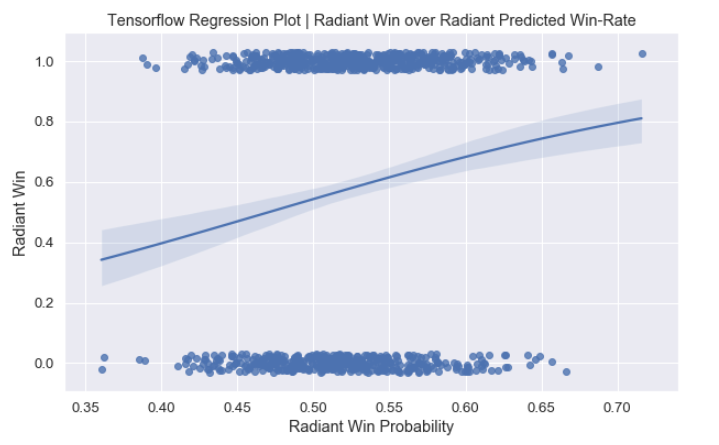 Tensorflow Regression Plot | Radiant Win over Radiant Predicted Win-Rate
1.0
0.8
0.6
0.4
0.2
0.0
Radiant Win
0.35 0.40 0.45 0.50 0.55 0.60 0.65 0.70
Radiant Win Probability